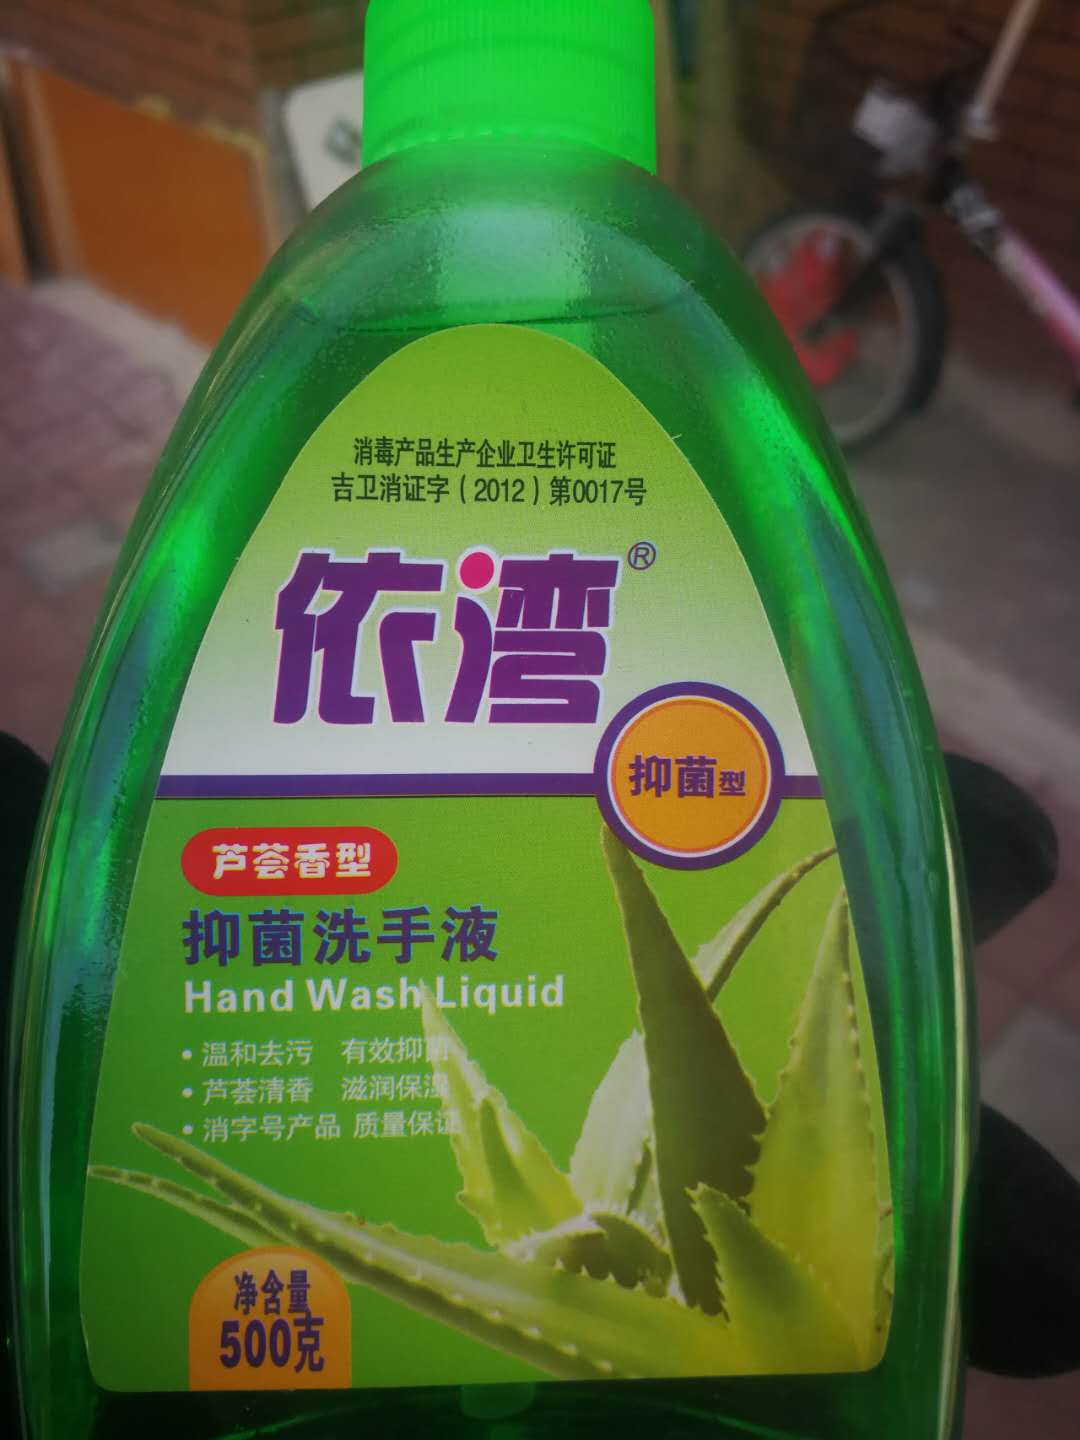 消毒产品生产企业卫生许可证
吉卫消证字（2012）第0017号
依湾®
抑菌型
芦荟香型
抑菌洗手液
Hand Wash Liquid
• 温和去污 有效抑菌
• 芦荟清香 滋润保湿
• 消字号产品 质量保证
净含量
500克